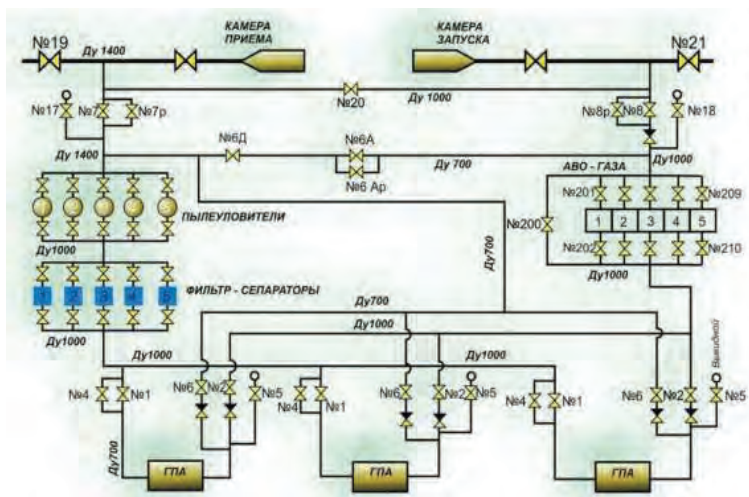 КАМЕРА ПРИЕМА
КАМЕРА ЗАПУСКА
№19
Ду 1400
№21
№20
Ду 1000
№17
№7
№7р
№8р
№8
№18
№6Д
№6А
Ду 700
№6 Ар
Ду 1400
Ду1000
АВО - ГАЗА
№201
№209
ПЫЛЕУЛОВИТЕЛИ
№200
1 2 3 4 5
Ду1000
№202
№210
Ду700
Ду1000
1 2 3 4 5
ФИЛЬТР - СЕПАРАТОРЫ
Ду700
Ду1000
Ду1000
Ду1000
Ду1000
Выкидной
№4
№1
№6
№2
№5
№4
№1
№6
№2
№5
№4
№1
№6
№2
№5
Ду700
ГПА
ГПА
ГПА